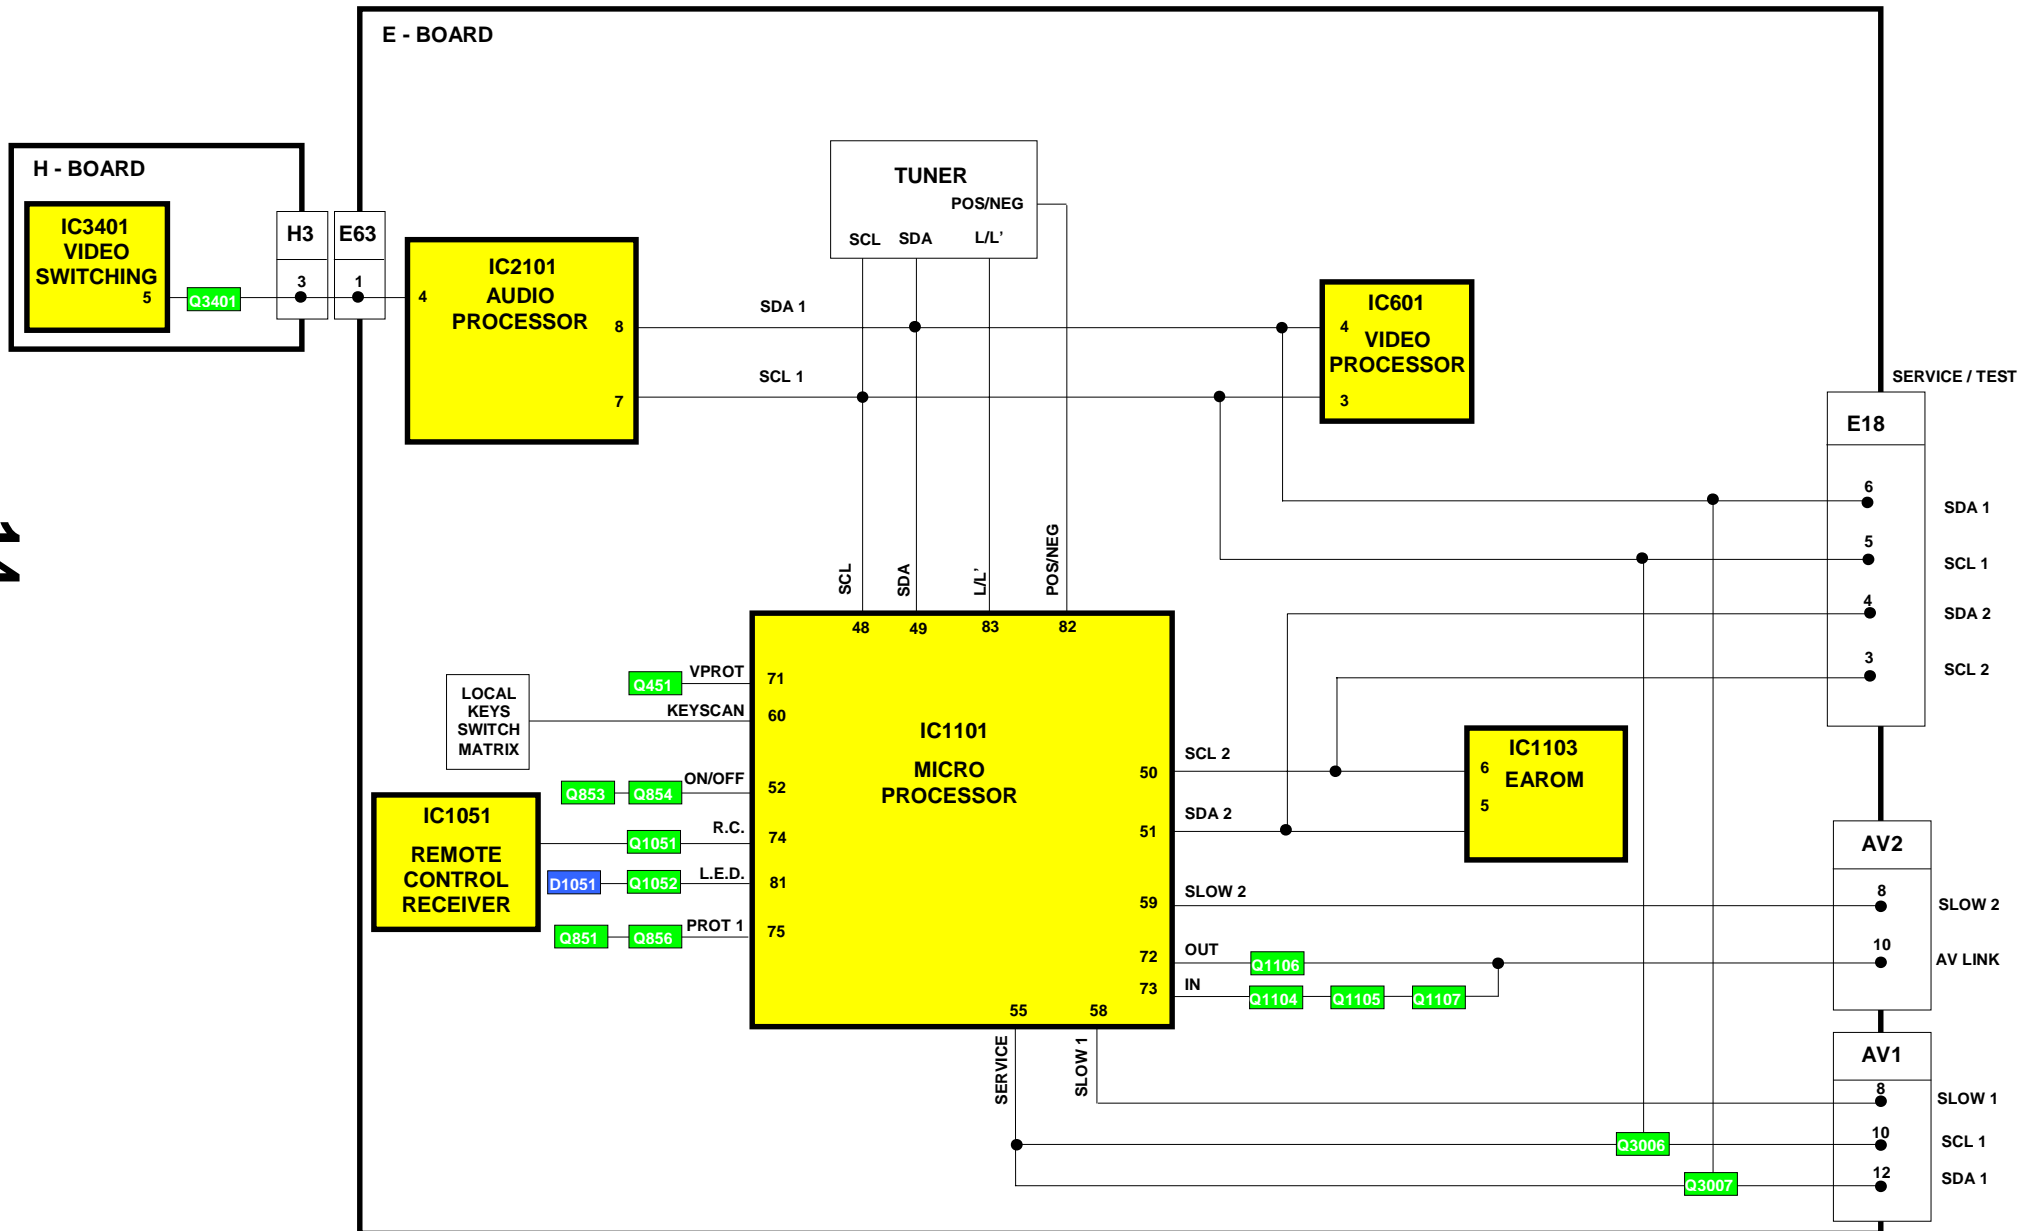 E - BOARD
H - BOARD
IC3401
VIDEO
SWITCHING
5
Q3401
H3
3
E63
1
IC2101
AUDIO
PROCESSOR
4
8
7
TUNER
POS/NEG
SCL SDA L/L’
SDA 1
SCL 1
IC601
4
VIDEO
PROCESSOR
3
SERVICE / TEST
E18
6
SDA 1
5
SCL 1
4
SDA 2
3
SCL 2
14
SCL
SDA
L/L’
POS/NEG
48 49 83 82
LOCAL
KEYS
SWITCH
MATRIX
Q451
VPROT
71
KEYSCAN
60
Q853
Q854
ON/OFF
52
IC1051
REMOTE
CONTROL
RECEIVER
R.C.
Q1051
74
D1051
Q1052
L.E.D.
81
Q851
Q856
PROT 1
75
IC1101
MICRO
PROCESSOR
50
SCL 2
51
SDA 2
IC1103
EAROM
6
5
59
SLOW 2
72
OUT
Q1106
73
IN
Q1104
Q1105
Q1107
55 58
SERVICE
SLOW 1
AV2
8
SLOW 2
10
AV LINK
AV1
8
SLOW 1
10
SCL 1
12
SDA 1
Q3006
Q3007